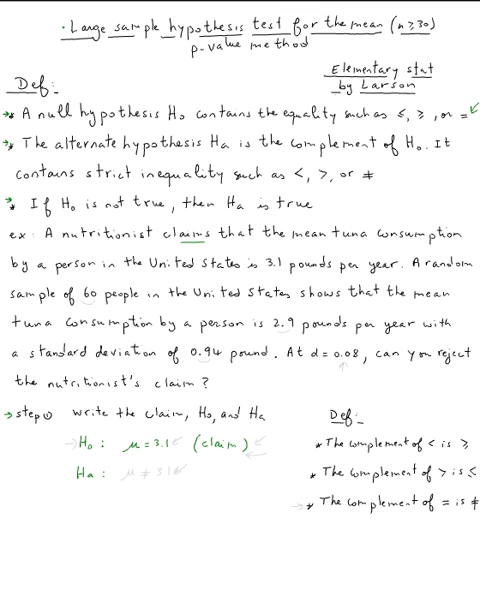 · Large sample hypothesis test for the mean (n ≥ 30)
p-value method
Elementary stat
by Larson
Def:
* A null hypothesis H₀ contains the equality such as ≤, ≥, or =
* The alternate hypothesis Ha is the complement of H₀. It
contains strict inequality such as <, >, or ≠
* If H₀ is not true, then Ha is true
ex: A nutritionist claims that the mean tuna consumption
by a person in the United States is 3.1 pounds per year. A random
sample of 60 people in the United States shows that the mean
tuna consumption by a person is 2.9 pounds per year with
a standard deviation of 0.94 pound. At α = 0.08, can you reject
the nutritionist's claim?
→ step ① write the claim, H₀, and Ha
H₀: μ = 3.1 (claim)
Ha: μ ≠ 3.1
Def:
* The complement of < is ≥
* The complement of > is ≤
* The complement of = is ≠